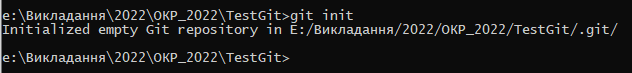 e:\Викладання\2022\ОКР_2022\TestGit>git init
Initialized empty Git repository in E:/Викладання/2022/ОКР_2022/TestGit/.git/
e:\Викладання\2022\ОКР_2022\TestGit>